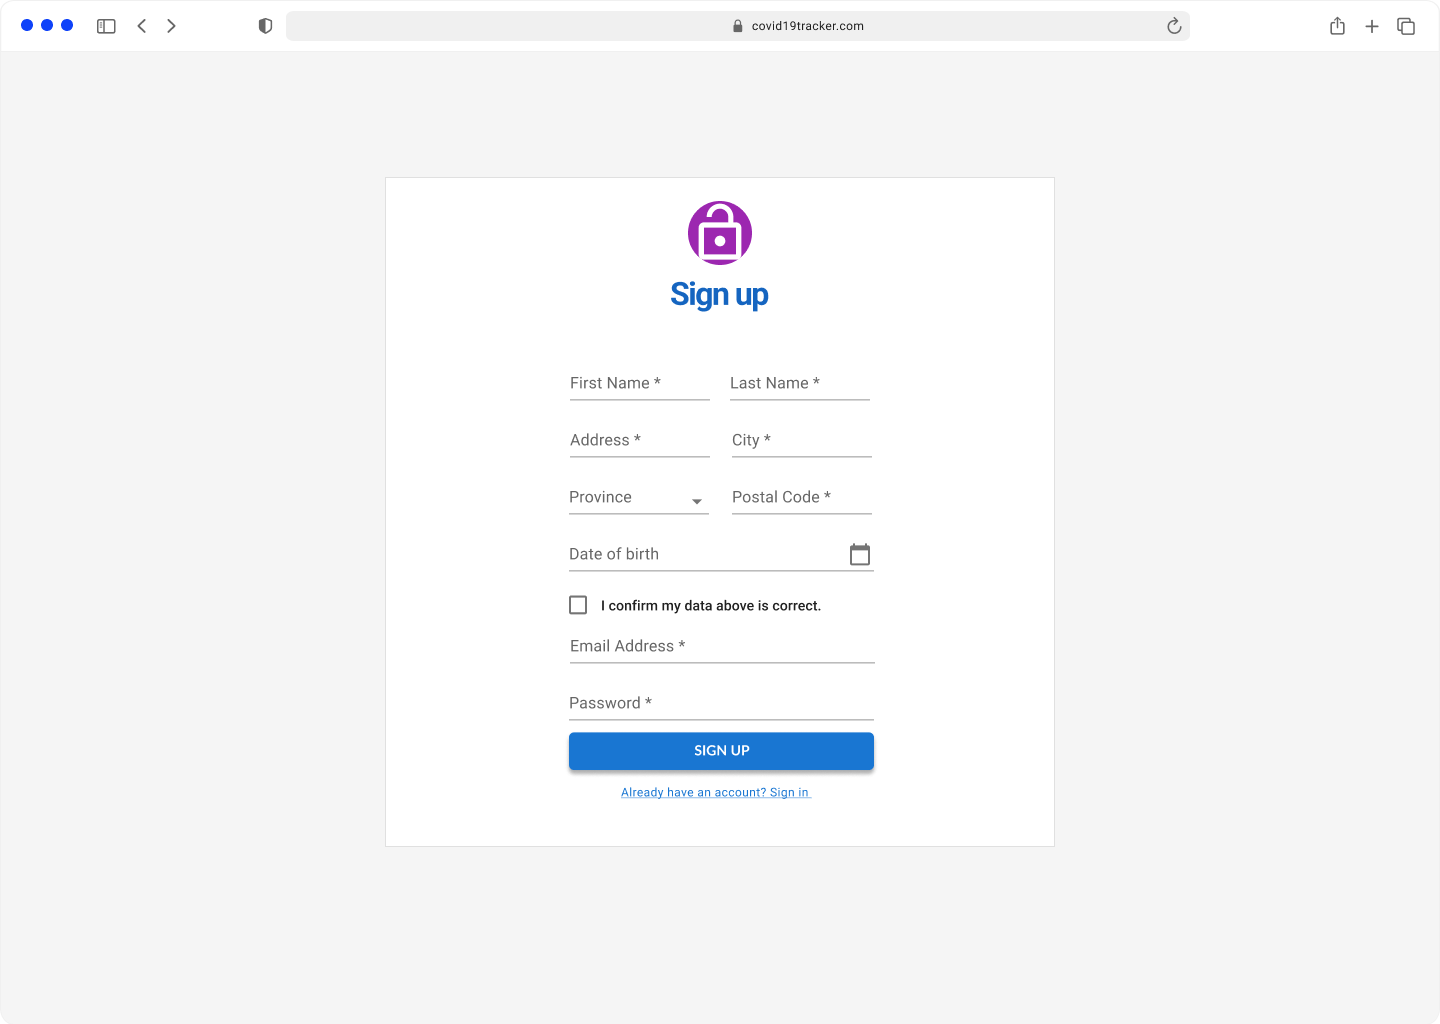 covid19tracker.com
Sign up
First Name * Last Name *
Address * City *
Province Postal Code *
Date of birth
I confirm my data above is correct.
Email Address *
Password *
SIGN UP
Already have an account? Sign in